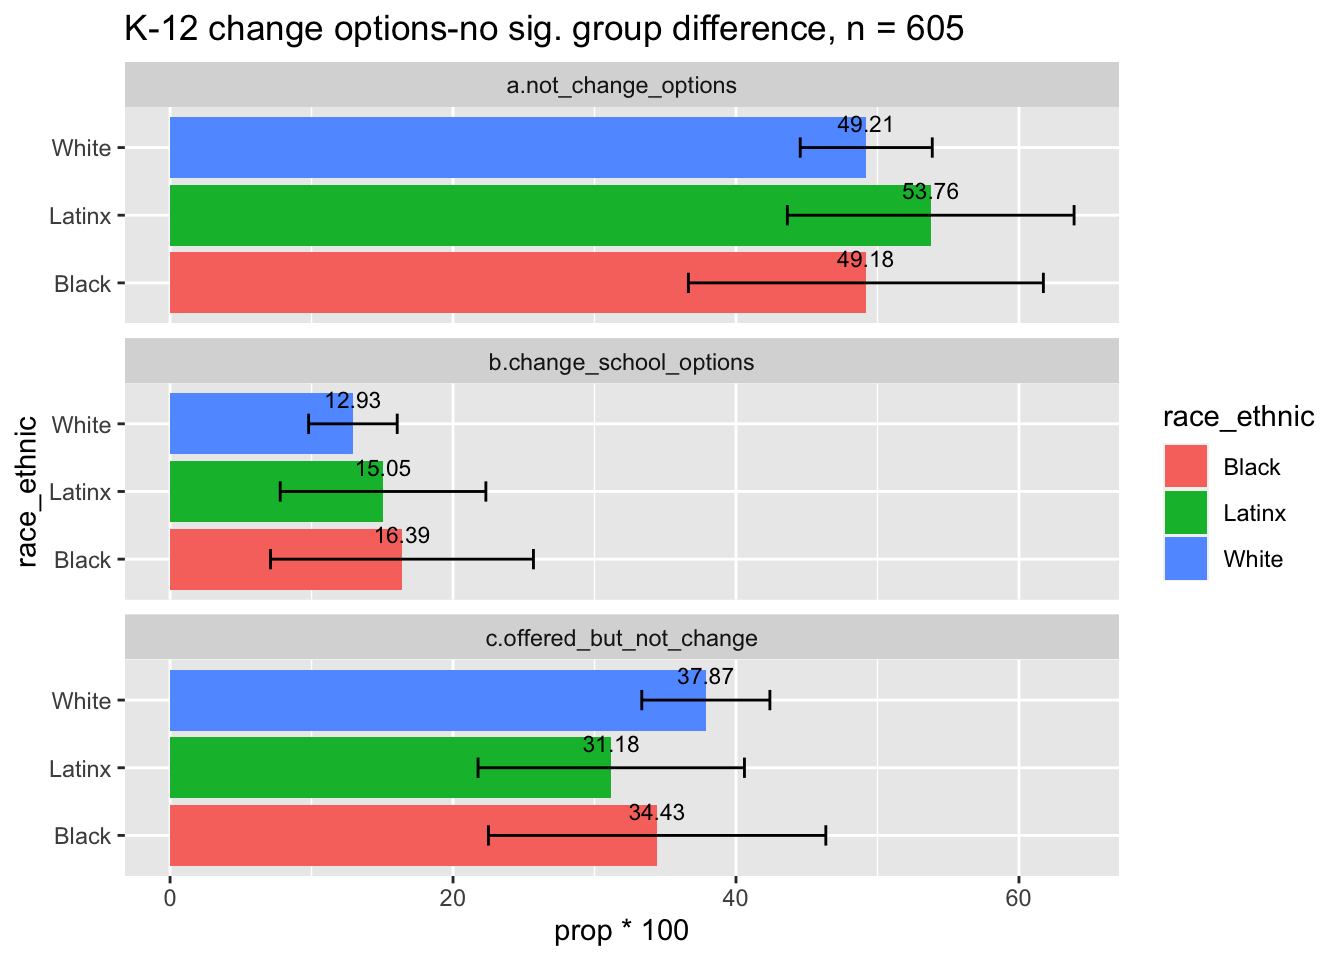 K-12 change options-no sig. group difference, n = 605
a.not_change_options
White
49.21
Latinx
53.76
Black
49.18
b.change_school_options
White
12.93
Latinx
15.05
Black
16.39
c.offered_but_not_change
White
37.87
Latinx
31.18
Black
34.43
0 20 40 60
prop * 100
race_ethnic
race_ethnic
Black
Latinx
White